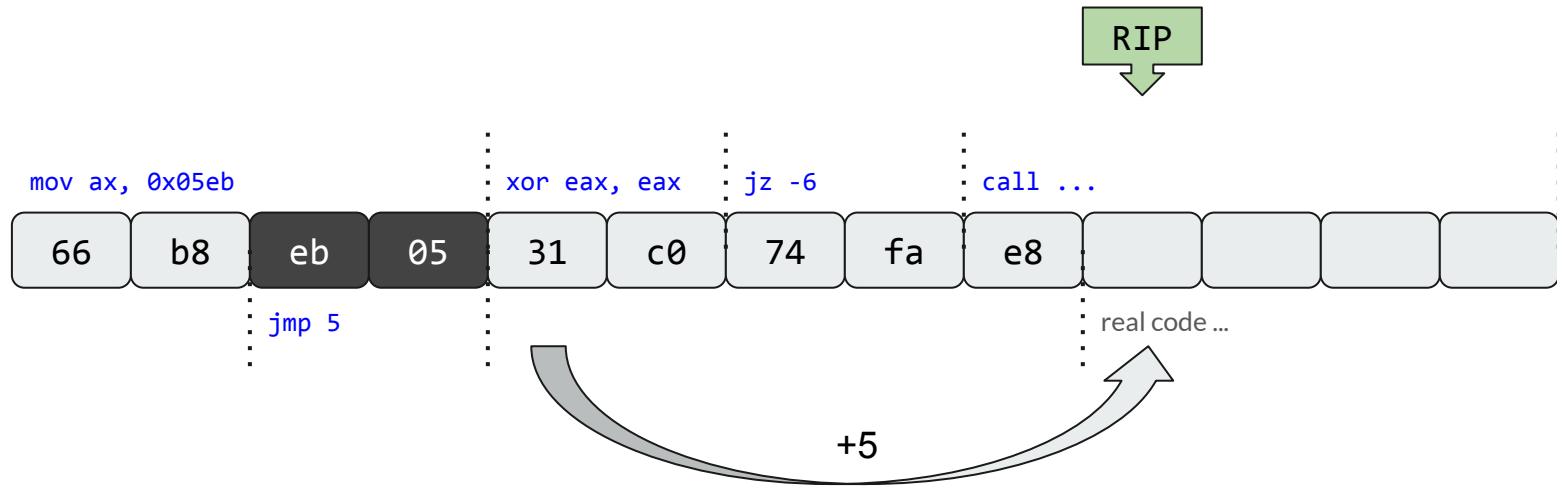 RIP
mov ax, 0x05eb
xor eax, eax
jz -6
call ...
66 b8 eb 05 31 c0 74 fa e8
jmp 5
real code ...
+5